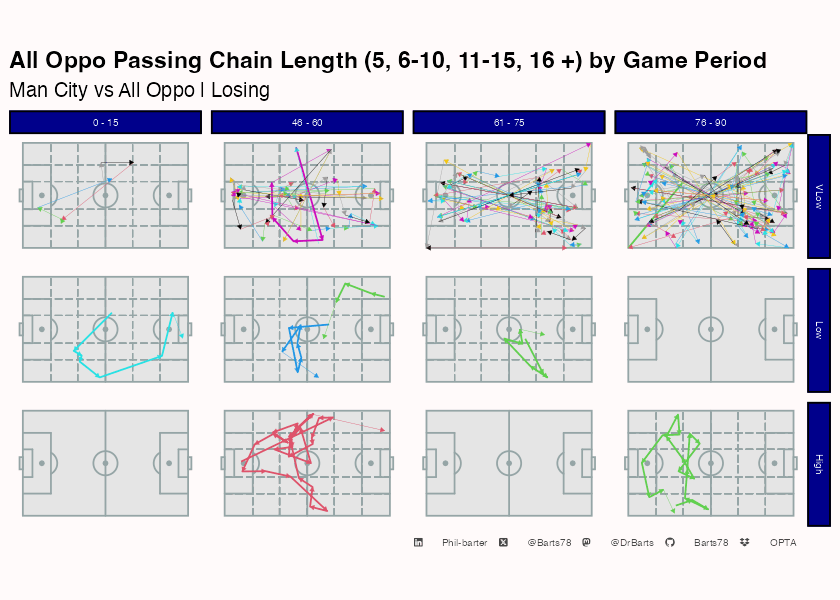 All Oppo Passing Chain Length (5, 6-10, 11-15, 16 +) by Game Period
Man City vs All Oppo | Losing
0 - 15
46 - 60
61 - 75
76 - 90
VLow
Low
High
Phil-barter @Barts78 @DrBarts Barts78 OPTA